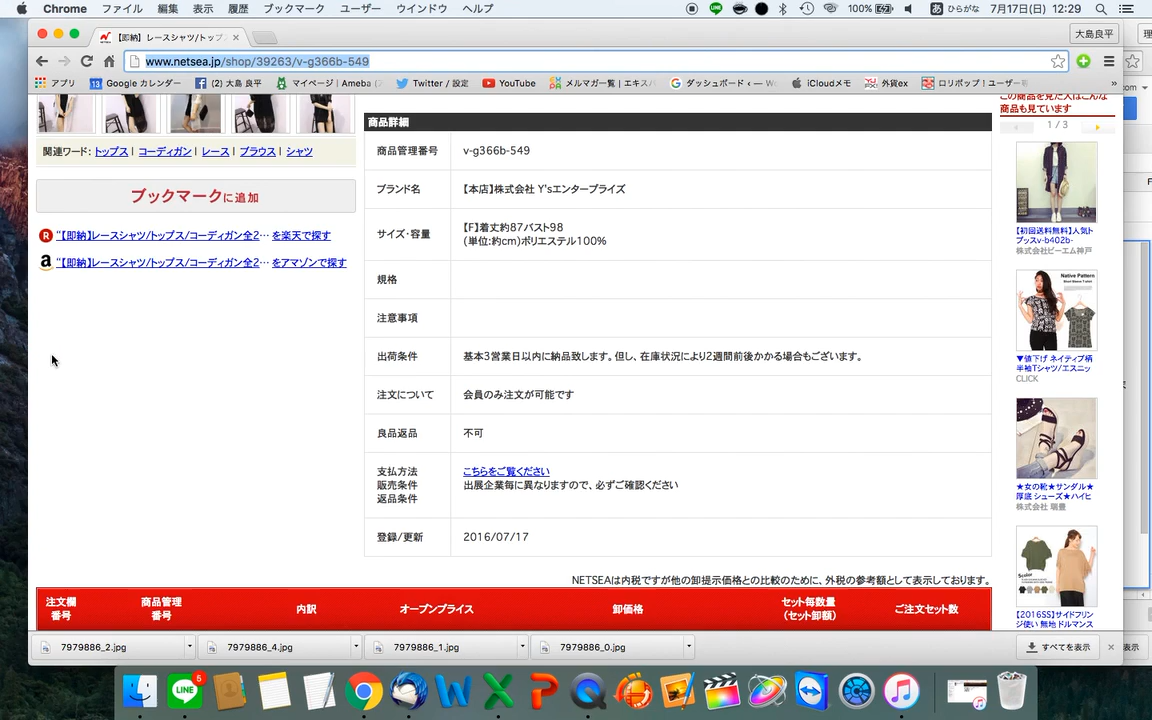 Chrome ファイル 編集 表示 履歴 ブックマーク ユーザー ウインドウ ヘルプ 100% あ ひらがな 7月17日(日) 12:29
【即納】レースシャツ/トップ × 大島良平
www.netsea.jp/shop/39263/v-g366b-549
アプリ Google カレンダー (2) 大島 良平 マイページ | Ameba ( Twitter / 設定 YouTube メルマガ一覧 | エキス ダッシュボード ‹ — W iCloudメモ 外貨ex ロリポップ!ユーザー »
関連ワード: トップス | コーディガン | レース | ブラウス | シャツ
ブックマークに追加
“【即納】レースシャツ/トップス/コーディガン全2… を楽天で探す
“【即納】レースシャツ/トップス/コーディガン全2… をアマゾンで探す
商品詳細
商品管理番号 v-g366b-549
ブランド名 【本店】株式会社 Y'sエンタープライズ
サイズ・容量
【F】着丈約87バスト98
(単位:約cm)ポリエステル100%
規格
注意事項
出荷条件 基本3営業日以内に納品致します。但し、在庫状況により2週間前後かかる場合もございます。
注文について 会員のみ注文が可能です
良品返品 不可
支払方法
販売条件
返品条件
こちらをご覧ください
出展企業毎に異なりますので、必ずご確認ください
登録/更新 2016/07/17
NETSEAは内税ですが他の卸提示価格との比較のために、外税の参考額として表示しております。
注文欄
番号
商品管理
番号
内訳
オープンプライス
卸価格
セット毎数量
(セット卸額)
ご注文セット数
この商品を見た人はこんな
商品も見ています
1 / 3
【初回送料無料】人気ト
プッスv-b402b-
株式会社ビーエム神戸
Native Pattern
▼値下げ ネイティブ柄
半袖Tシャツ/エスニッ
CLICK
★女の靴★サンダル★
厚底 シューズ★ハイヒ
株式会社 瑞豊
【2016SS】サイドフリン
ジ使い 無地 ドルマンス
7979886_2.jpg 7979886_4.jpg 7979886_1.jpg 7979886_0.jpg すべてを表示 × 表示
LINE 5